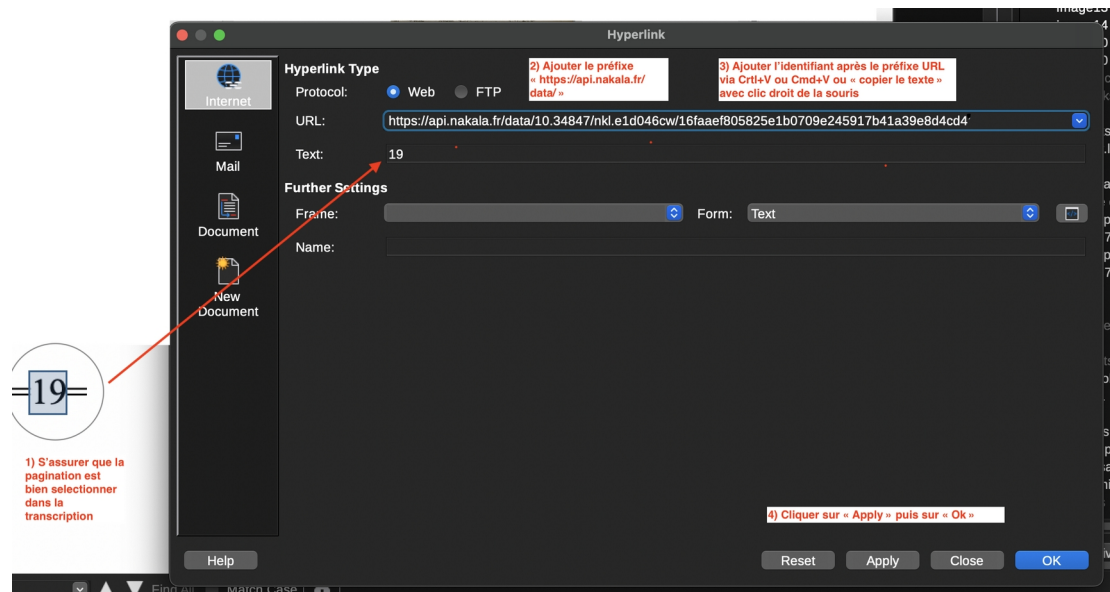 Hyperlink
Internet
Mail
Document
New
Document
Hyperlink Type
2) Ajouter le préfixe
« https://api.nakala.fr/
data/ »
3) Ajouter l'identifiant après le préfixe URL
via Crtl+V ou Cmd+V ou « copier le texte »
avec clic droit de la souris
Protocol: Web FTP
URL: https://api.nakala.fr/data/10.34847/nkl.e1d046cw/16faaef805825e1b0709e245917b41a39e8d4cd4
Text: 19
Further Settings
Frame: Form: Text
Name:
=19=
1) S'assurer que la
pagination est
bien selectionner
dans la
transcription
4) Cliquer sur « Apply » puis sur « Ok »
Help Reset Apply Close OK
Find All Match Case